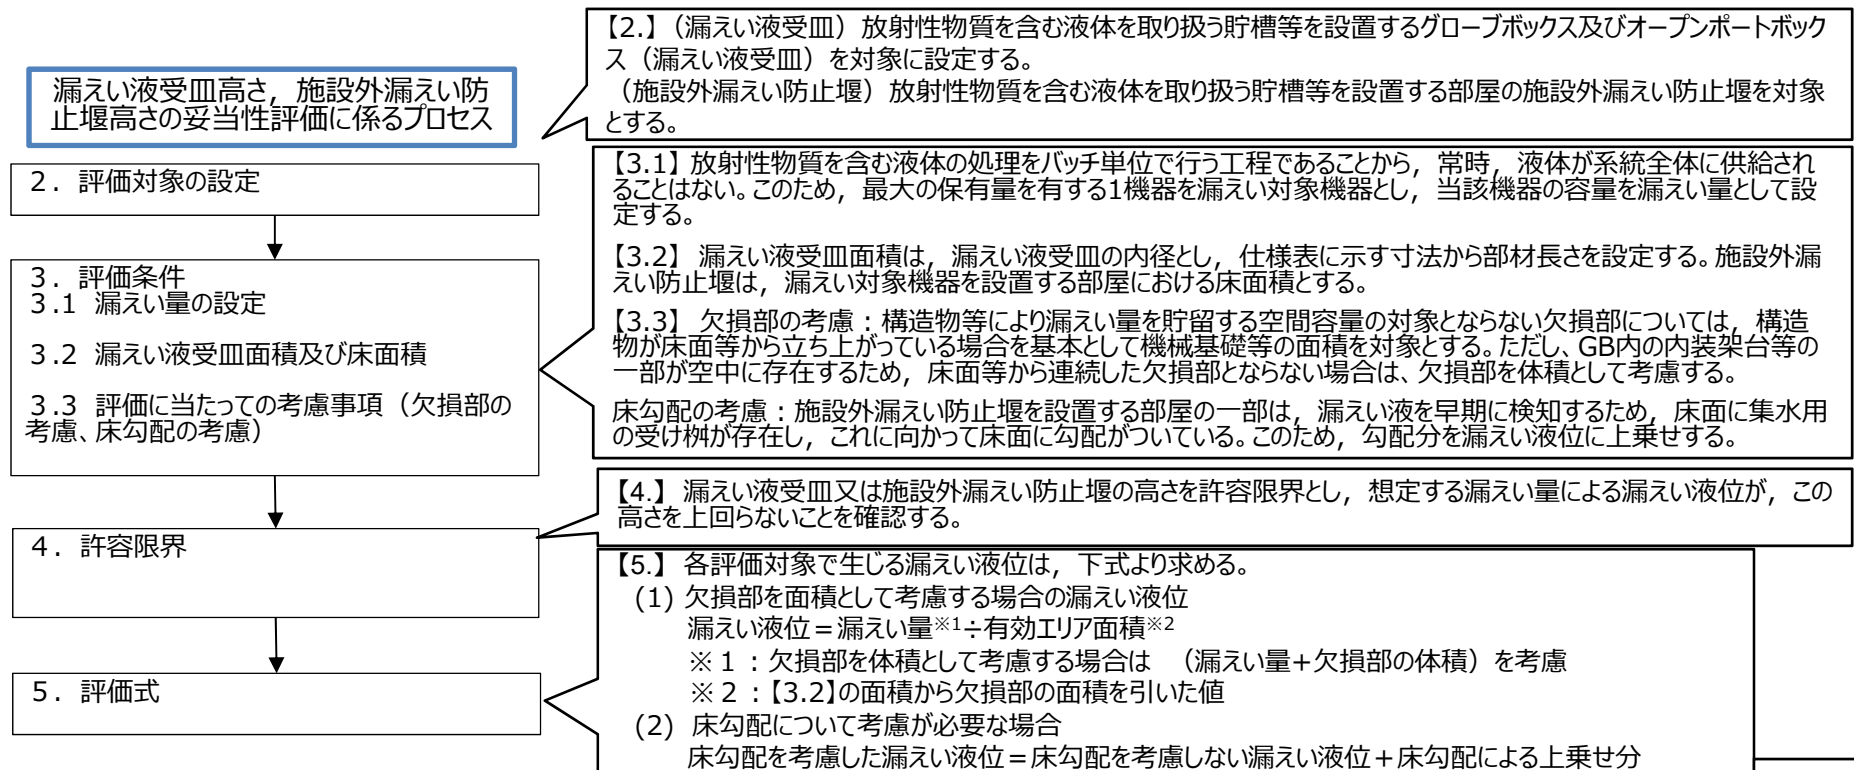 漏えい液受皿高さ，施設外漏えい防
止堰高さの妥当性評価に係るプロセス
【2.】（漏えい液受皿）放射性物質を含む液体を取り扱う貯槽等を設置するグローブボックス及びオープンポートボック
ス（漏えい液受皿）を対象に設定する。
（施設外漏えい防止堰）放射性物質を含む液体を取り扱う貯槽等を設置する部屋の施設外漏えい防止堰を対象
とする。
2．評価対象の設定
【3.1】放射性物質を含む液体の処理をバッチ単位で行う工程であることから，常時，液体が系統全体に供給され
ることはない。このため，最大の保有量を有する1機器を漏えい対象機器とし，当該機器の容量を漏えい量として設
定する。
【3.2】 漏えい液受皿面積は，漏えい液受皿の内径とし，仕様表に示す寸法から部材長さを設定する。施設外漏
えい防止堰は，漏えい対象機器を設置する部屋における床面積とする。
【3.3】 欠損部の考慮：構造物等により漏えい量を貯留する空間容量の対象とならない欠損部については，構造
物が床面等から立ち上がっている場合を基本として機械基礎等の面積を対象とする。ただし、GB内の内装架台等の
一部が空中に存在するため，床面等から連続した欠損部とならない場合は、欠損部を体積として考慮する。
床勾配の考慮：施設外漏えい防止堰を設置する部屋の一部は，漏えい液を早期に検知するため，床面に集水用
の受け桝が存在し，これに向かって床面に勾配がついている。このため，勾配分を漏えい液位に上乗せする。
3．評価条件
3.1 漏えい量の設定
3.2 漏えい液受皿面積及び床面積
3.3 評価に当たっての考慮事項（欠損部の
考慮、床勾配の考慮）
【4.】 漏えい液受皿又は施設外漏えい防止堰の高さを許容限界とし，想定する漏えい量による漏えい液位が，この
高さを上回らないことを確認する。
4．許容限界
【5.】 各評価対象で生じる漏えい液位は，下式より求める。
(1) 欠損部を面積として考慮する場合の漏えい液位
漏えい液位＝漏えい量※1÷有効エリア面積※2
※１：欠損部を体積として考慮する場合は （漏えい量＋欠損部の体積）を考慮
※２：【3.2】の面積から欠損部の面積を引いた値
(2) 床勾配について考慮が必要な場合
床勾配を考慮した漏えい液位＝床勾配を考慮しない漏えい液位＋床勾配による上乗せ分
5．評価式